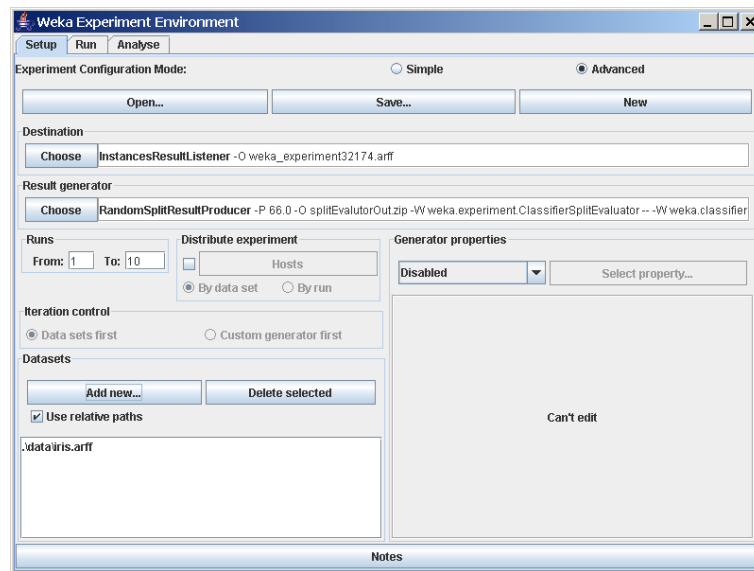 Weka Experiment Environment
Setup Run Analyse
Experiment Configuration Mode: Simple Advanced
Open... Save... New
Destination
Choose InstancesResultListener -O weka_experiment32174.arff
Result generator
Choose RandomSplitResultProducer -P 66.0 -O splitEvalutorOut.zip -W weka.experiment.ClassifierSplitEvaluator -- -W weka.classifier
Runs Distribute experiment Generator properties
From: 1 To: 10 Hosts Disabled Select property...
By data set By run
Iteration control
Data sets first Custom generator first
Datasets
Add new... Delete selected
Use relative paths Can't edit
.\data\iris.arff
Notes